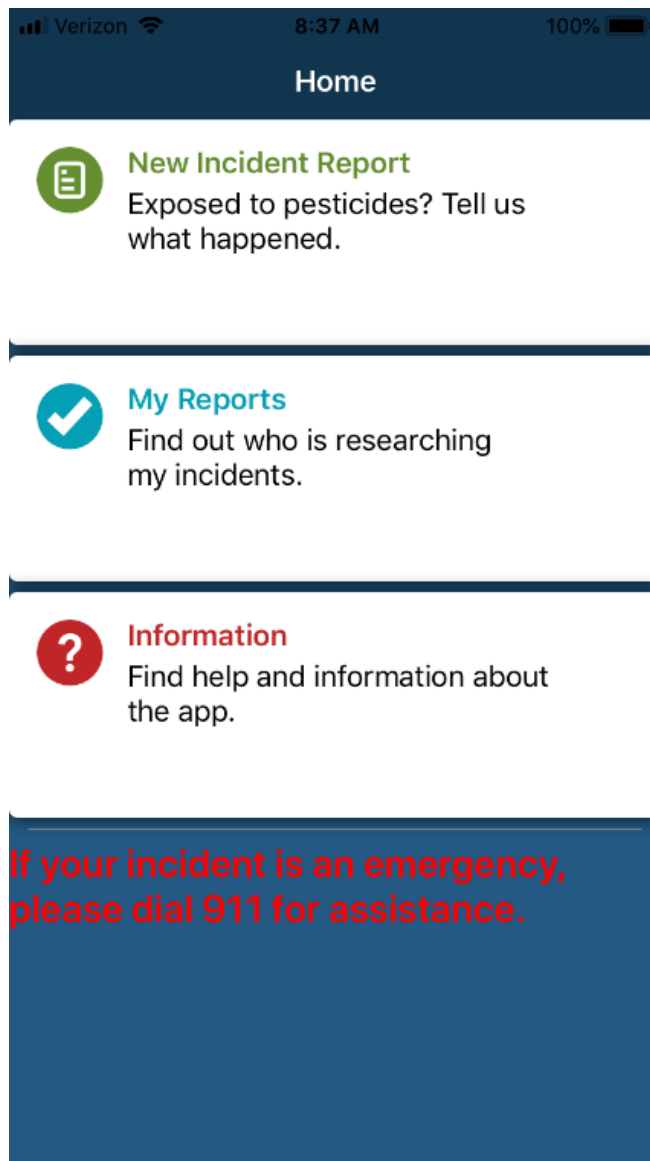 Verizon 8:37 AM 100%
Home
New Incident Report
Exposed to pesticides? Tell us
what happened.
My Reports
Find out who is researching
my incidents.
?
Information
Find help and information about
the app.
If your incident is an emergency,
please dial 911 for assistance.